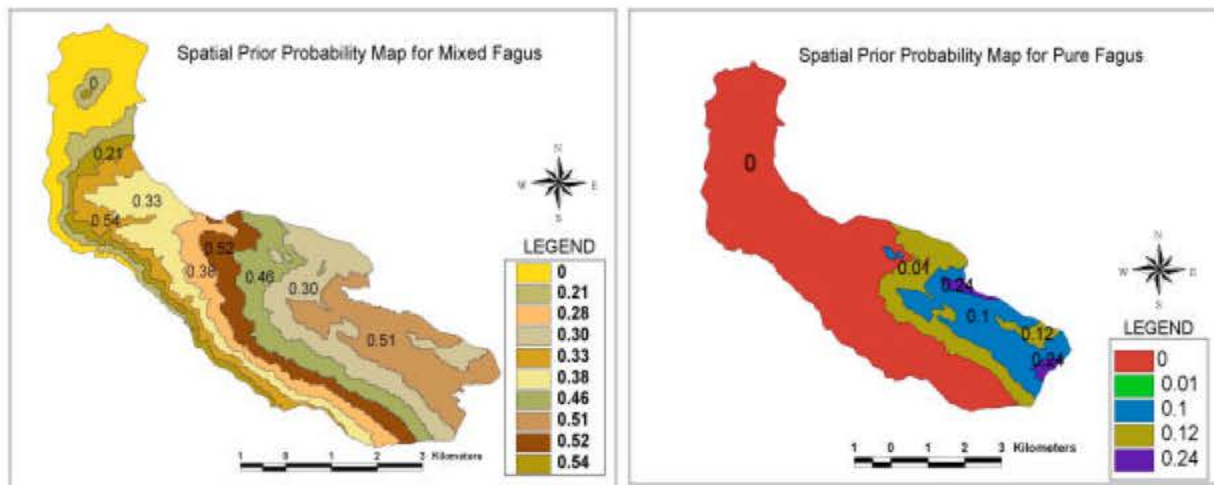 Spatial Prior Probability Map for Mixed Fagus
0
0.21
0.33
0.54
0.52
0.38
0.46
0.30
0.51
N
W E
S
LEGEND
0
0.21
0.28
0.30
0.33
0.38
0.46
0.51
0.52
0.54
1 0 1 2 3 Kilometers
Spatial Prior Probability Map for Pure Fagus
0
0.01
0.24
0.1
0.12
0.24
N
W E
S
LEGEND
0
0.01
0.1
0.12
0.24
1 0 1 2 3 Kilometers